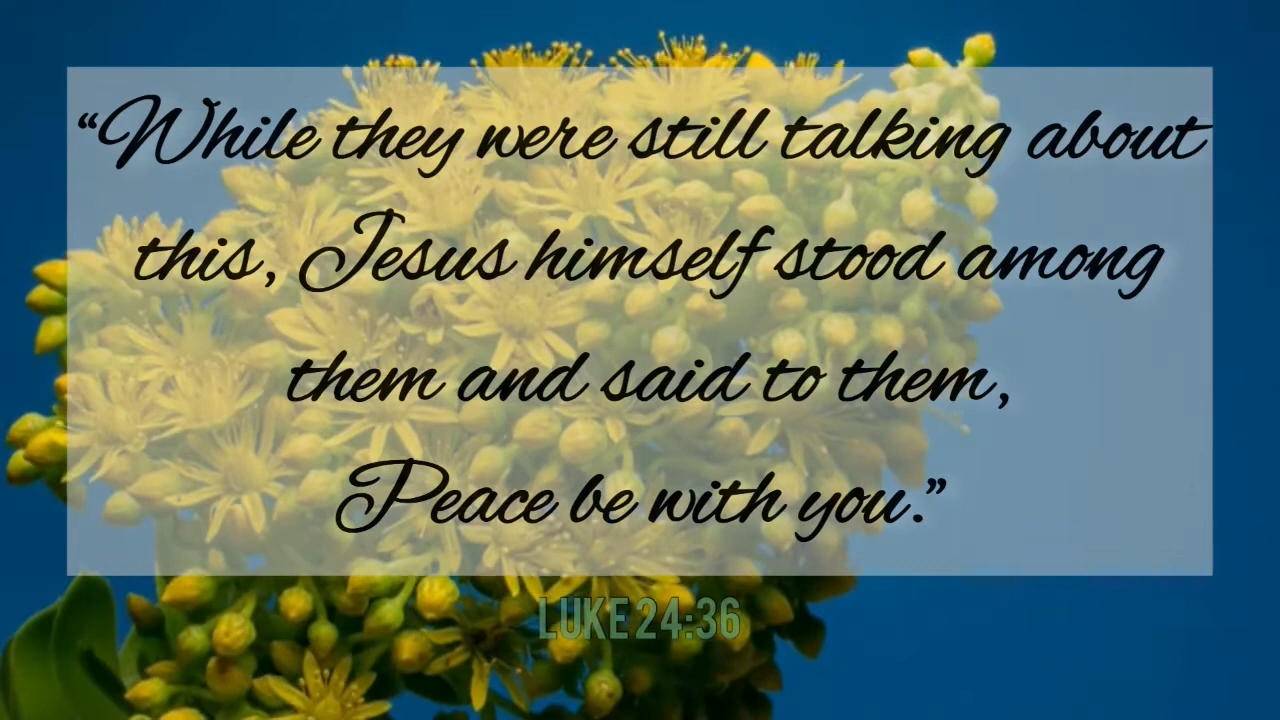 “While they were still talking about
this, Jesus himself stood among
them and said to them,
Peace be with you.”
LUKE 24:36